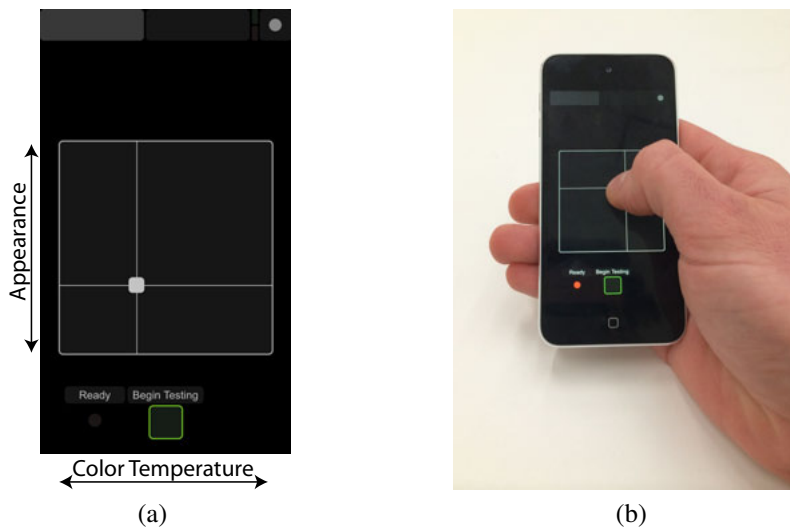 Appearance
Ready
Begin Testing
Color Temperature
(a)
Ready
Begin Testing
(b)